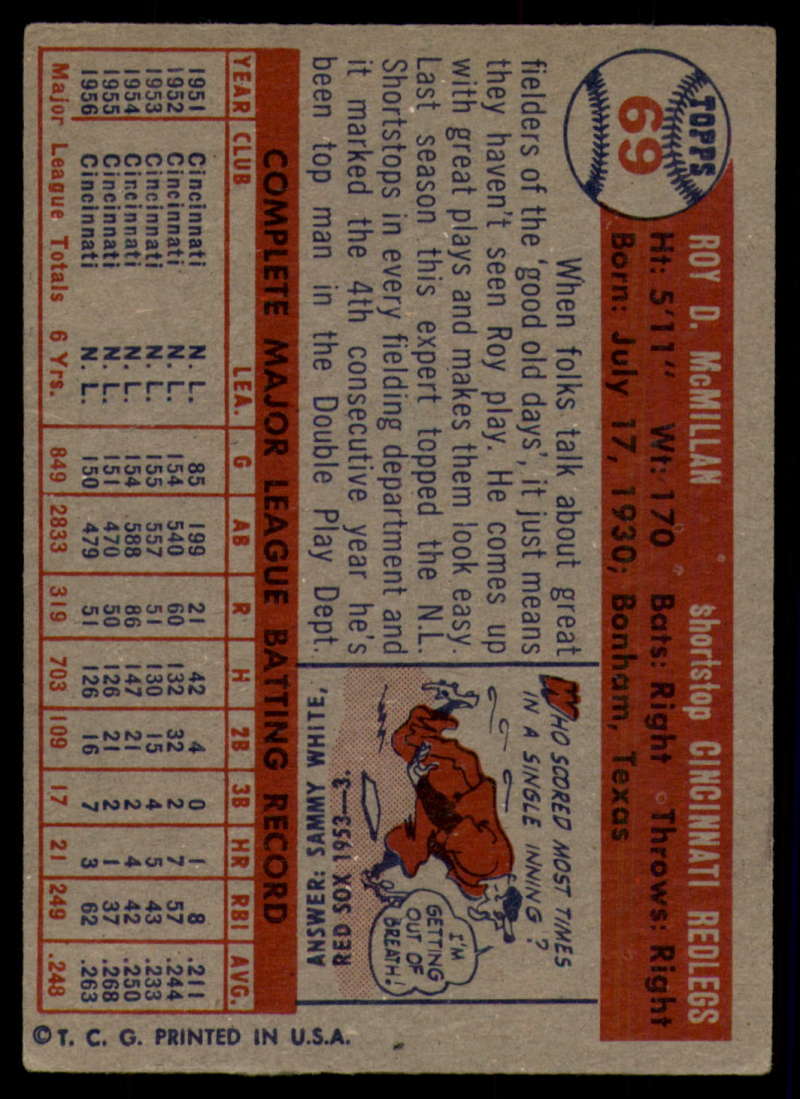 TOPPS
69
ROY D. McMILLAN shortstop CINCINNATI REDLEGS
Ht: 5'11" Wt: 170 Bats: Right Throws: Right
Born: July 17, 1930; Bonham, Texas
When folks talk about great
fielders of the 'good old days', it just means
they haven't seen Roy play. He comes up
with great plays and makes them look easy.
Last season this expert topped the N.L.
Shortstops in every fielding department and
it marked the 4th consecutive year he's
been top man in the Double Play Dept.
WHO SCORED MOST TIMES
IN A SINGLE INNING?
I'M
GETTING
OUT OF
BREATH!
ANSWER: SAMMY WHITE,
RED SOX 1953—3.
COMPLETE MAJOR LEAGUE BATTING RECORD
YEAR CLUB LEA. G AB R H 2B 3B HR RBI AVG.
1951 Cincinnati N. L. 85 199 21 42 4 0 1 8 .211
1952 Cincinnati N. L. 154 540 60 132 32 2 7 57 .244
1953 Cincinnati N. L. 155 557 51 130 15 4 5 43 .233
1954 Cincinnati N. L. 154 588 86 147 21 2 4 42 .250
1955 Cincinnati N. L. 151 470 50 126 21 2 1 37 .268
1956 Cincinnati N. L. 150 479 51 126 16 7 3 62 .263
Major League Totals 6 Yrs. 849 2833 319 703 109 17 21 249 .248
© T. C. G. PRINTED IN U.S.A.